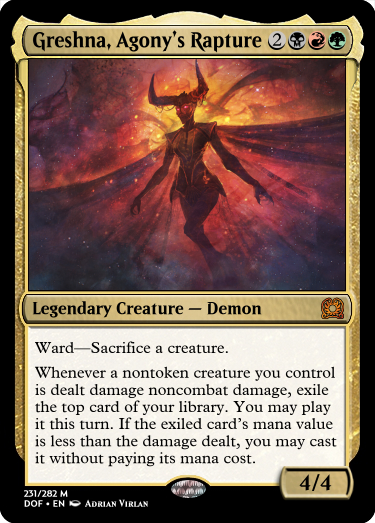 Greshna, Agony's Rapture 2
Legendary Creature — Demon
Ward—Sacrifice a creature.
Whenever a nontoken creature you control
is dealt damage noncombat damage, exile
the top card of your library. You may play
it this turn. If the exiled card's mana value
is less than the damage dealt, you may cast
it without paying its mana cost.
4/4
231/282 M
DOF • EN Adrian Virlan